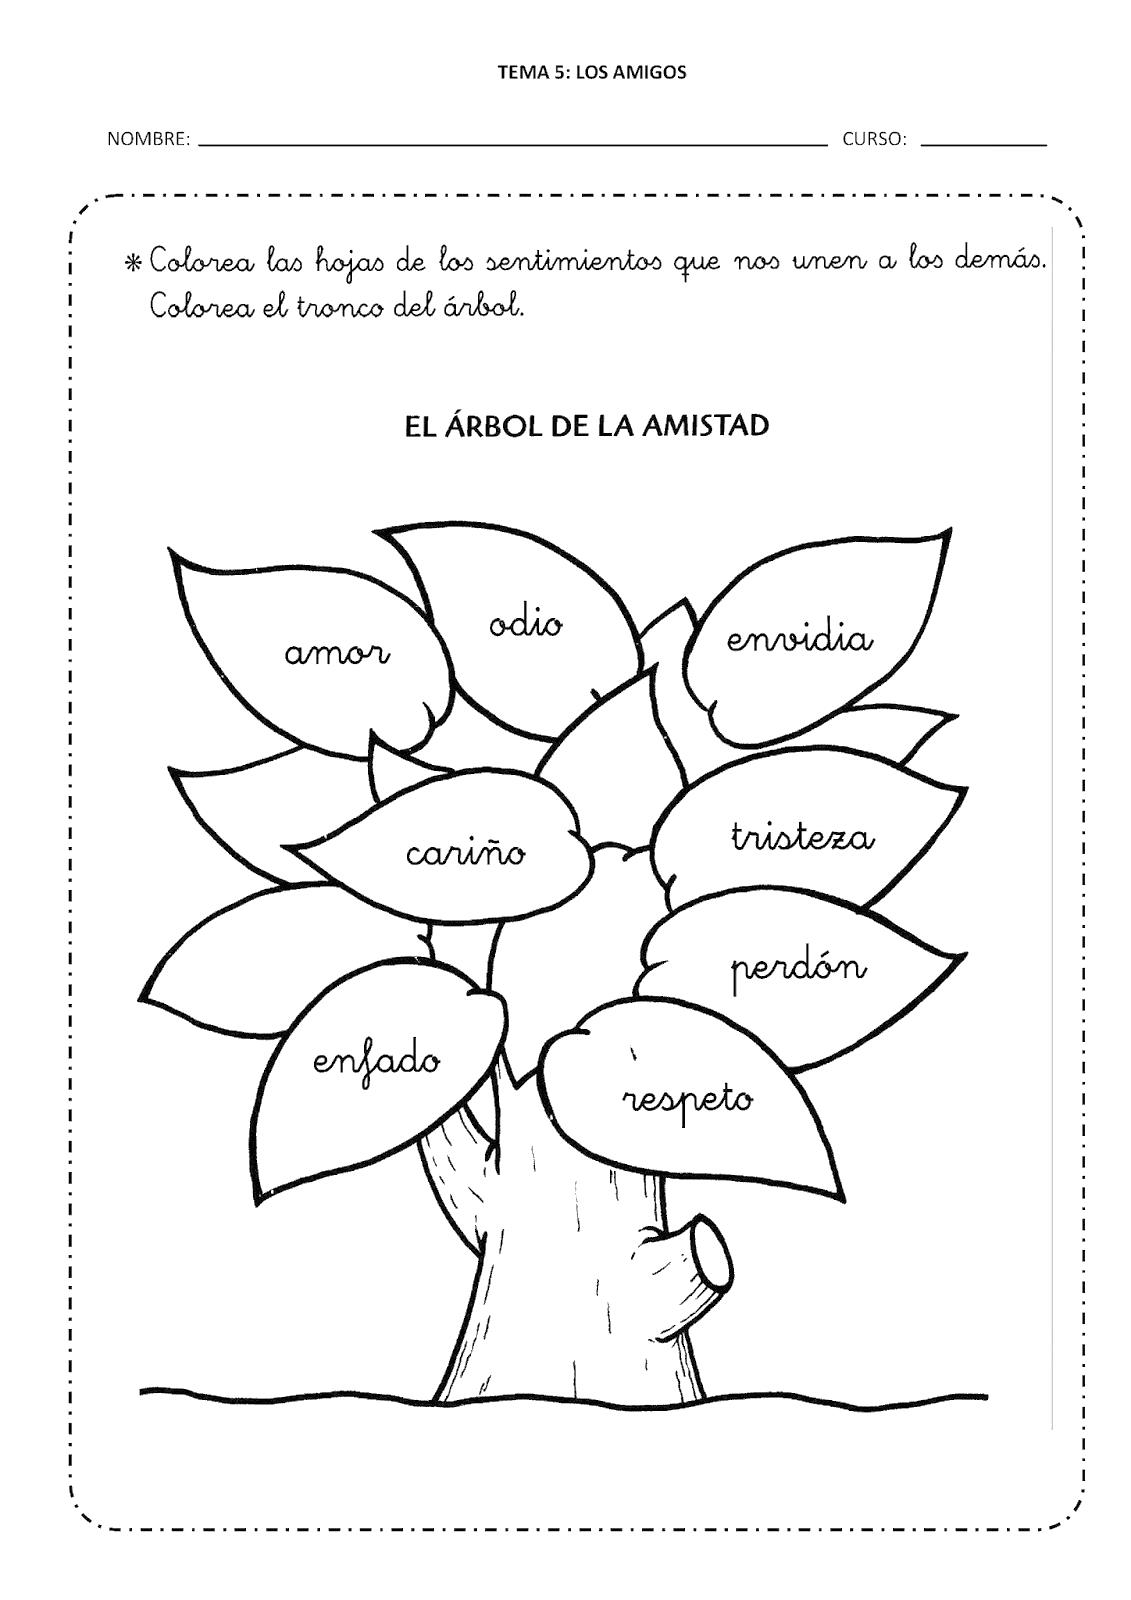 TEMA 5: LOS AMIGOS
NOMBRE: CURSO:
* Colorea las hojas de los sentimientos que nos unen a los demás.
Colorea el tronco del árbol.
EL ÁRBOL DE LA AMISTAD
odio
amor
envidia
cariño
tristeza
perdón
enfado
respeto